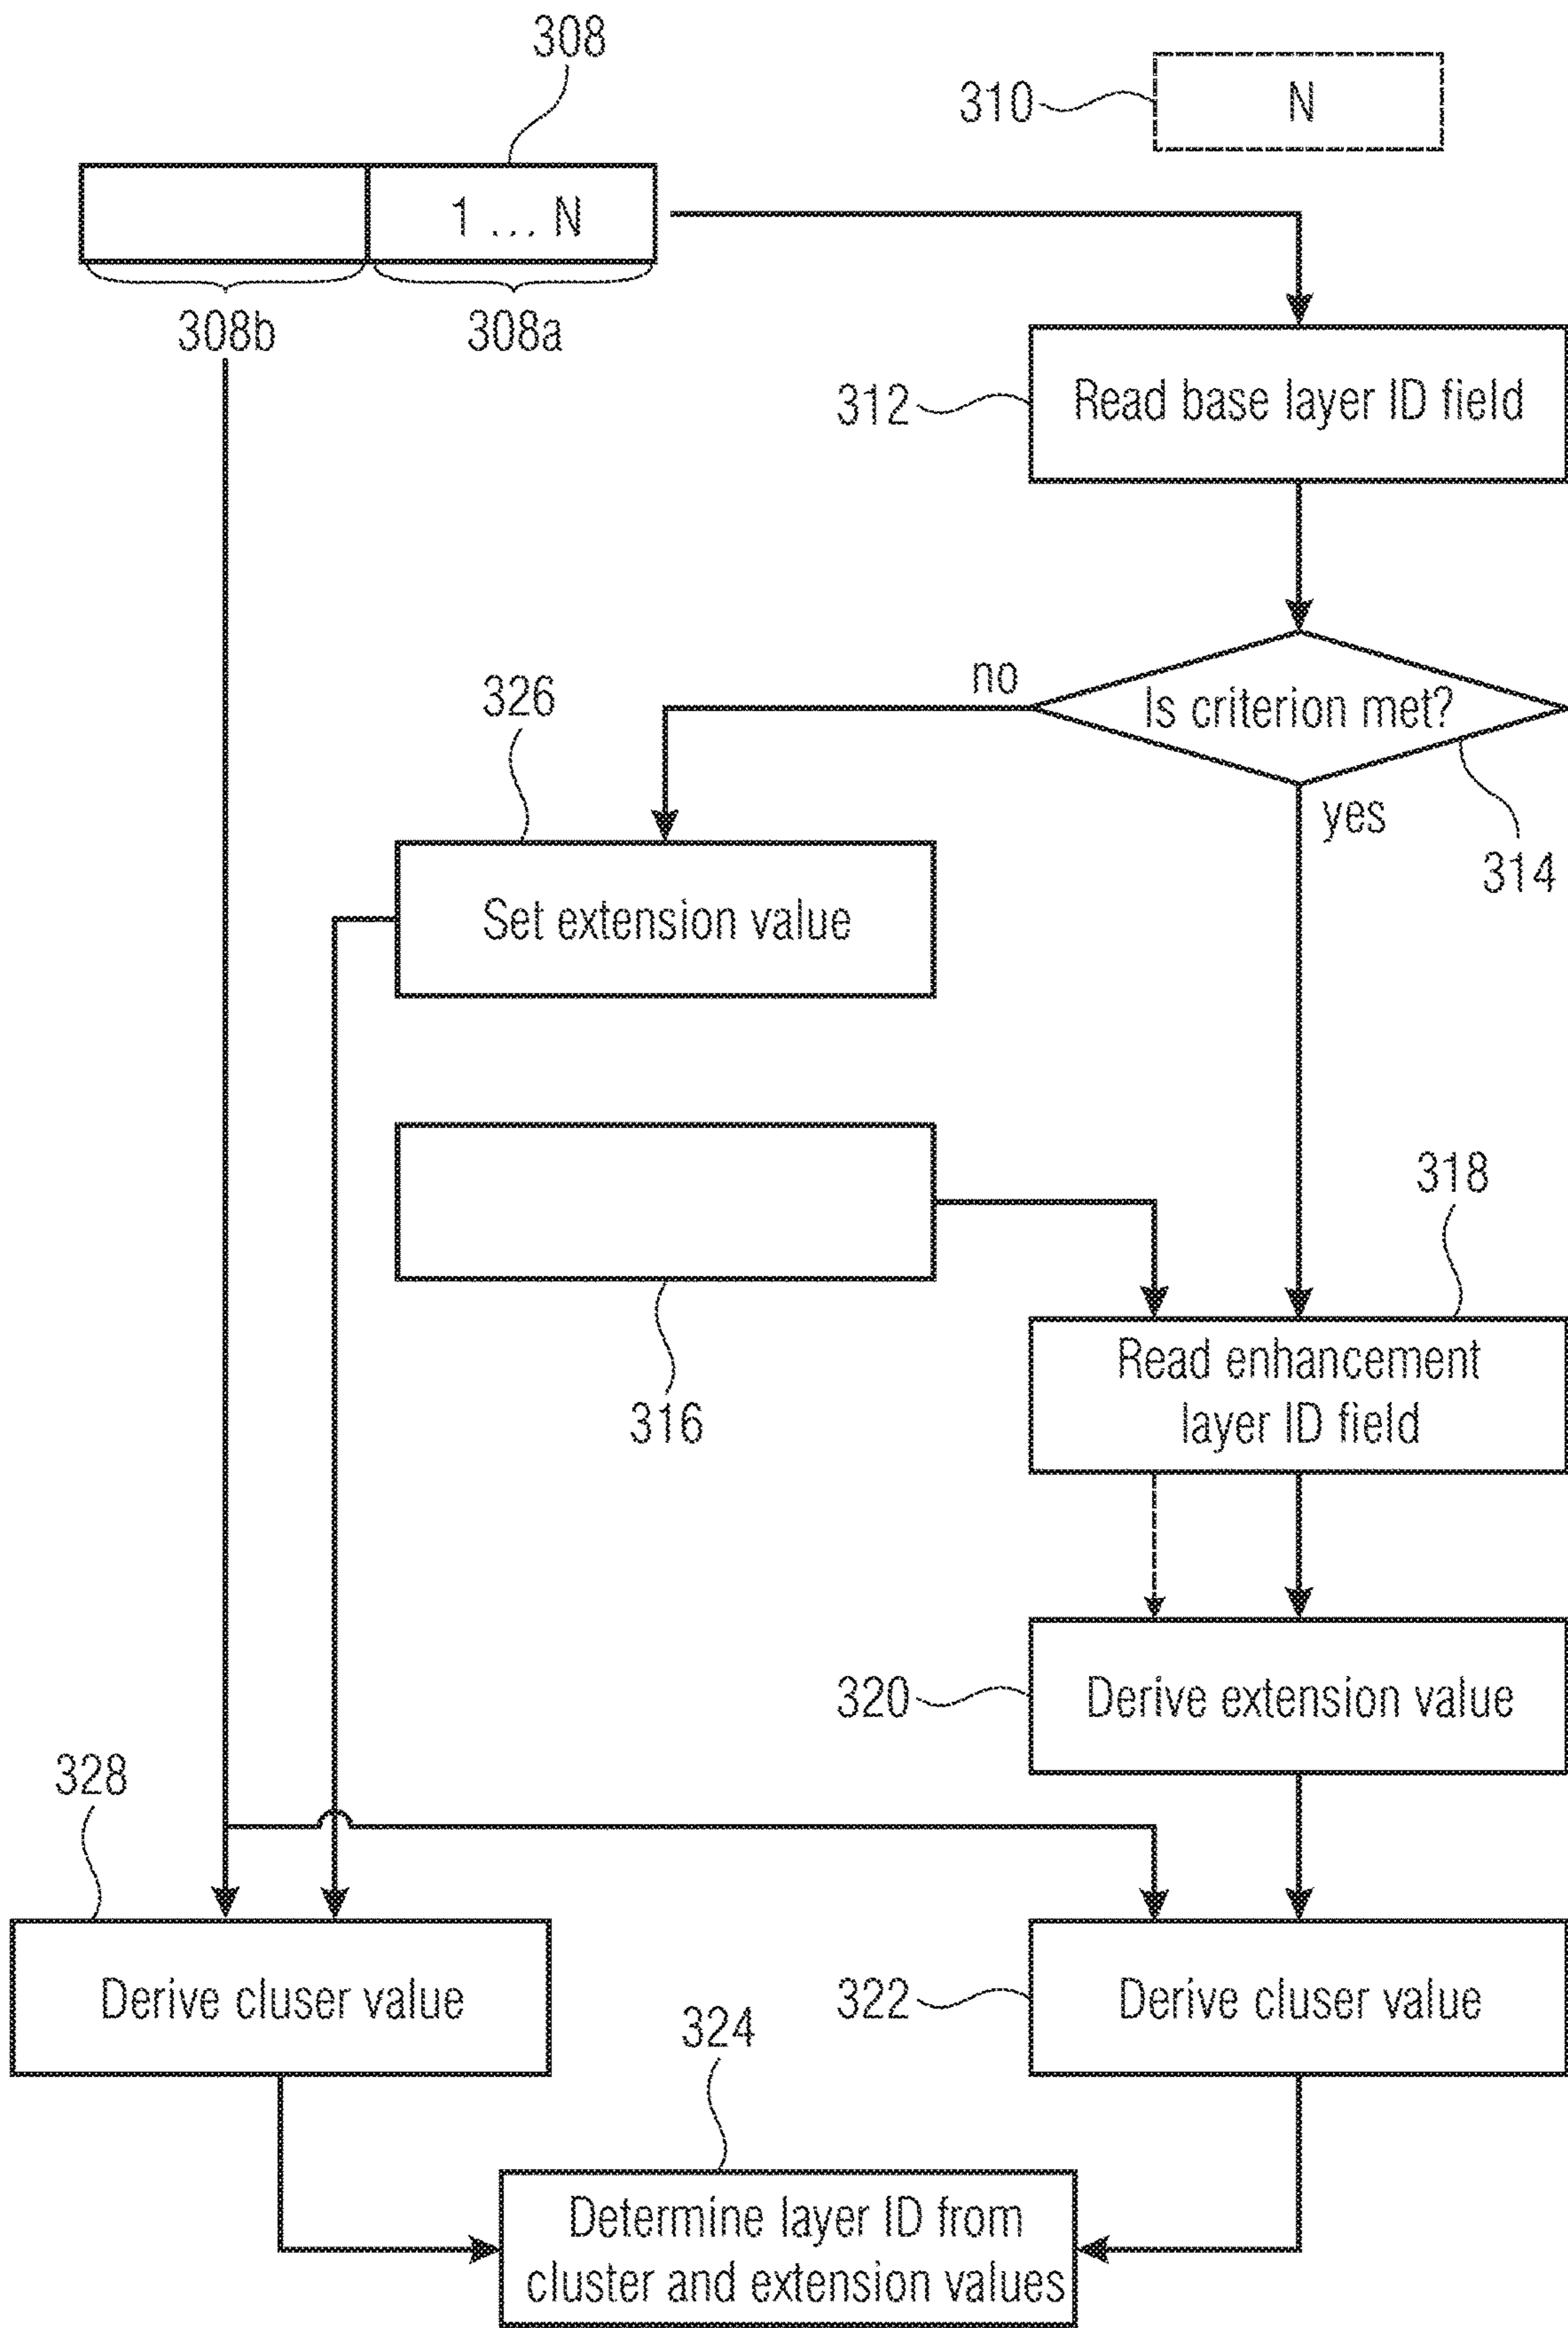 308
310
N
1 ... N
308b
308a
312
Read base layer ID field
no
Is criterion met?
326
yes
314
Set extension value
318
316
Read enhancement
layer ID field
320
Derive extension value
328
Derive cluser value
322
Derive cluser value
324
Determine layer ID from
cluster and extension values